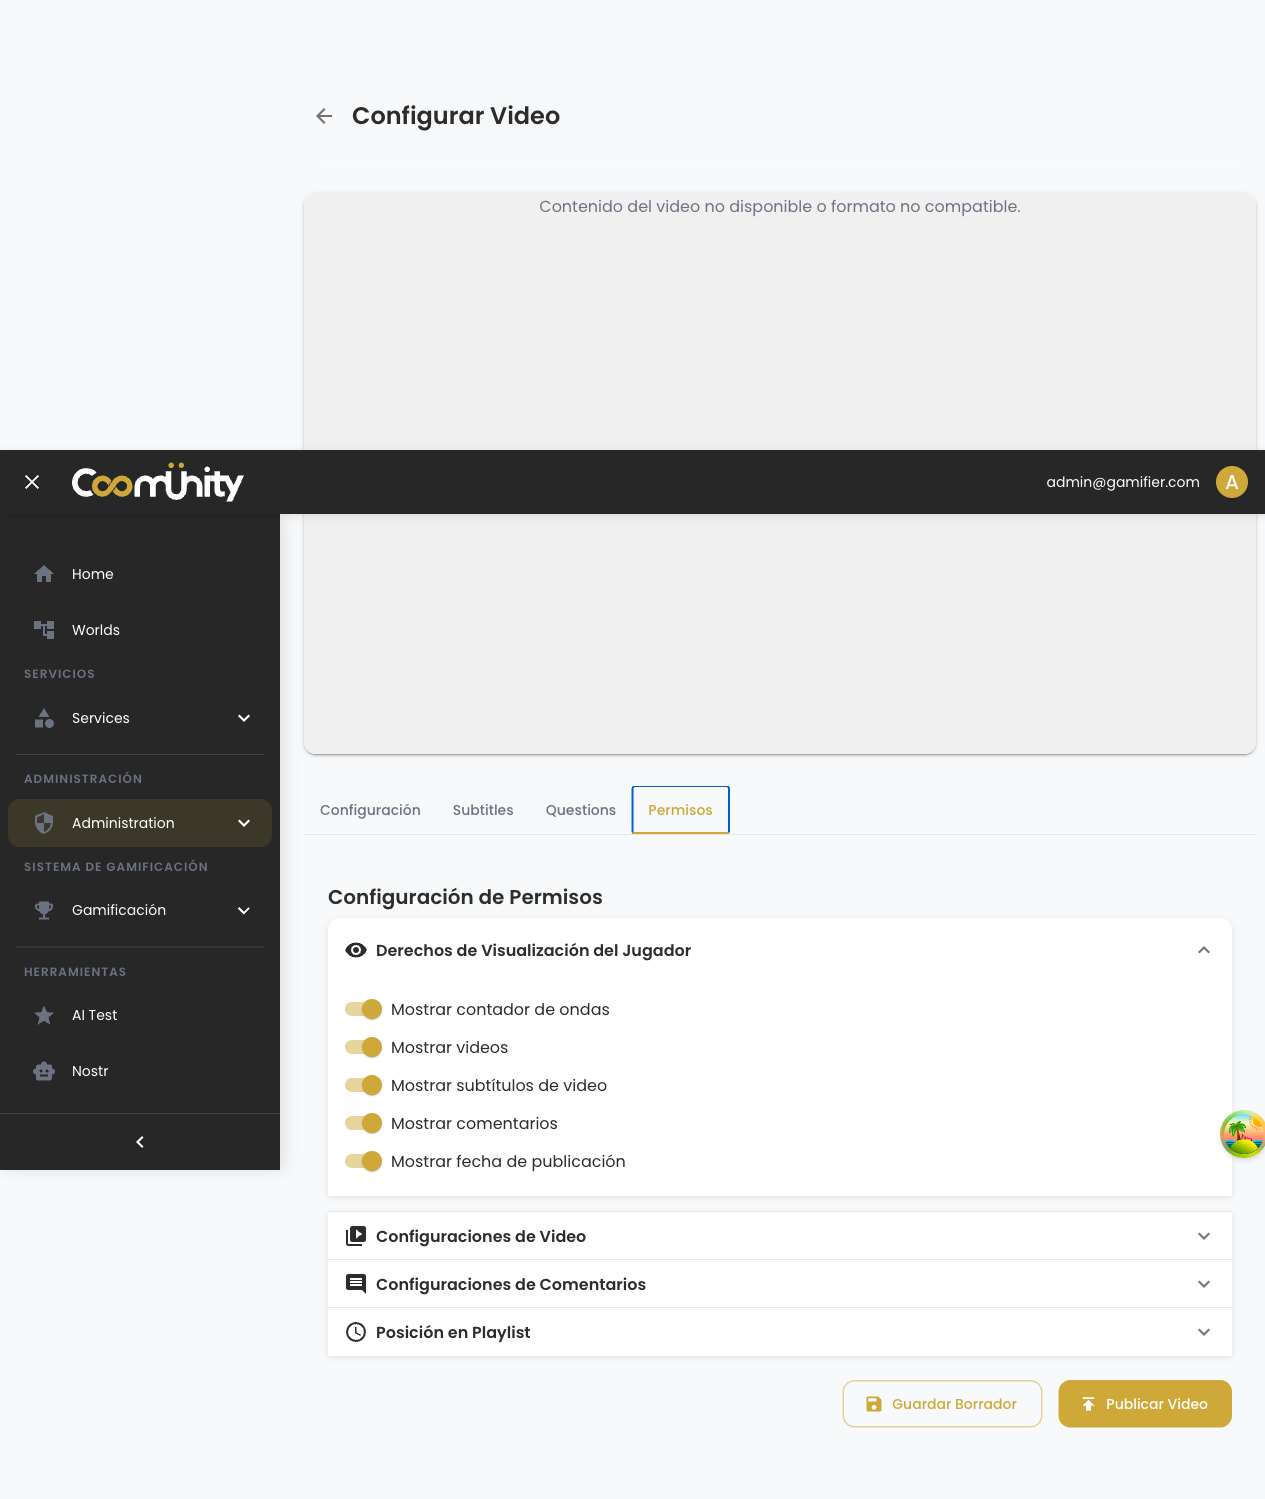 Configurar Video
Contenido del video no disponible o formato no compatible.
Coomünity
admin@gamifier.com
A
Home
Worlds
SERVICIOS
Services
ADMINISTRACIÓN
Administration
SISTEMA DE GAMIFICACIÓN
Gamificación
HERRAMIENTAS
AI Test
Nostr
Configuración
Subtitles
Questions
Permisos
Configuración de Permisos
Derechos de Visualización del Jugador
Mostrar contador de ondas
Mostrar videos
Mostrar subtítulos de video
Mostrar comentarios
Mostrar fecha de publicación
Configuraciones de Video
Configuraciones de Comentarios
Posición en Playlist
Guardar Borrador
Publicar Video